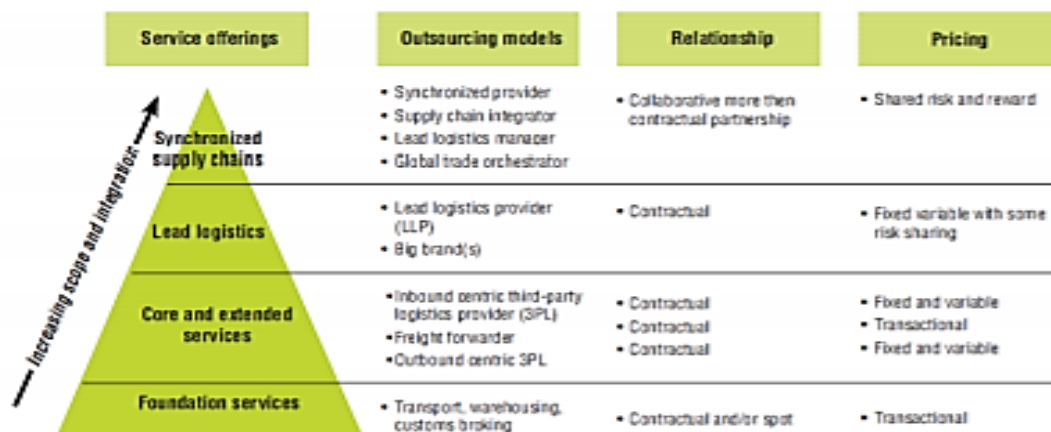 Service offerings
Outsourcing models
Relationship
Pricing
Increasing scope and integration
Synchronized
supply chains
• Synchronized provider
• Supply chain integrator
• Lead logistics manager
• Global trade orchestrator
• Collaborative more then
contractual partnership
• Shared risk and reward
Lead logistics
• Lead logistics provider
(LLP)
• Big brand(s)
• Contractual
• Fixed variable with some
risk sharing
Core and extended
services
• Inbound centric third-party
logistics provider (3PL)
• Freight forwarder
• Outbound centric 3PL
• Contractual
• Contractual
• Contractual
• Fixed and variable
• Transactional
• Fixed and variable
Foundation services
• Transport, warehousing,
customs broking
• Contractual and/or spot
• Transactional